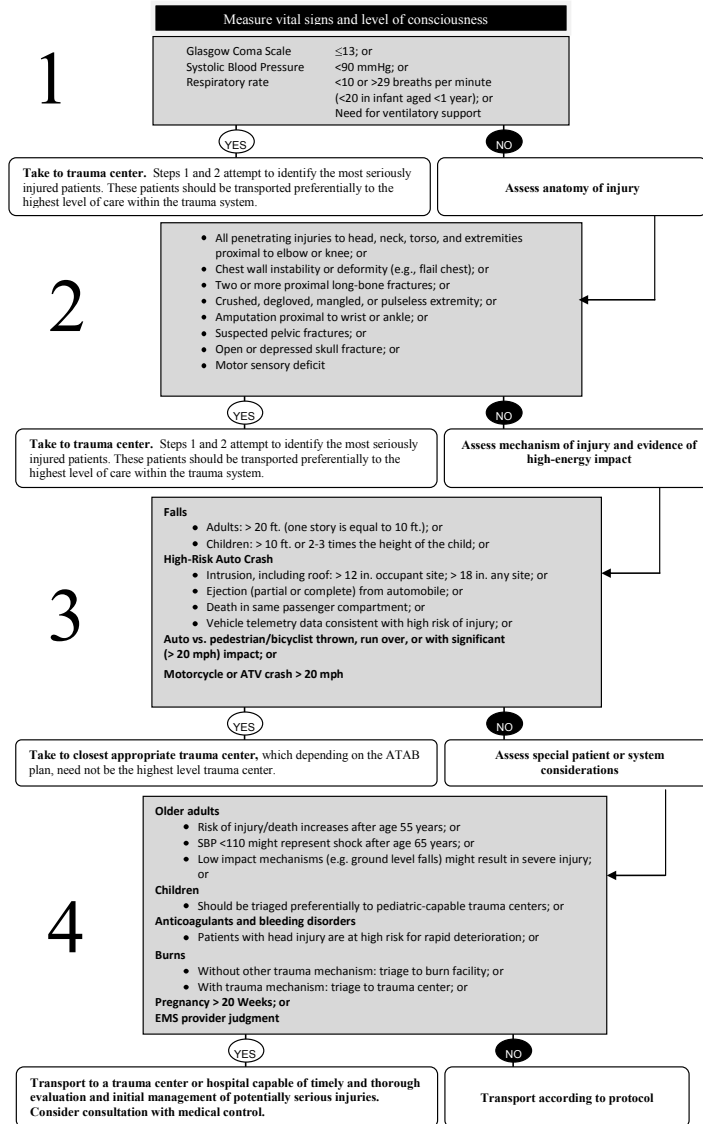 Measure vital signs and level of consciousness
1
Glasgow Coma Scale ≤13; or
Systolic Blood Pressure <90 mmHg; or
Respiratory rate <10 or >29 breaths per minute
(<20 in infant aged <1 year); or
Need for ventilatory support
YES
NO
Take to trauma center. Steps 1 and 2 attempt to identify the most seriously
injured patients. These patients should be transported preferentially to the
highest level of care within the trauma system.
Assess anatomy of injury
2
• All penetrating injuries to head, neck, torso, and extremities
proximal to elbow or knee; or
• Chest wall instability or deformity (e.g., flail chest); or
• Two or more proximal long-bone fractures; or
• Crushed, degloved, mangled, or pulseless extremity; or
• Amputation proximal to wrist or ankle; or
• Suspected pelvic fractures; or
• Open or depressed skull fracture; or
• Motor sensory deficit
YES
NO
Take to trauma center. Steps 1 and 2 attempt to identify the most seriously
injured patients. These patients should be transported preferentially to the
highest level of care within the trauma system.
Assess mechanism of injury and evidence of
high-energy impact
3
Falls
• Adults: > 20 ft. (one story is equal to 10 ft.); or
• Children: > 10 ft. or 2-3 times the height of the child; or
High-Risk Auto Crash
• Intrusion, including roof: > 12 in. occupant site; > 18 in. any site; or
• Ejection (partial or complete) from automobile; or
• Death in same passenger compartment; or
• Vehicle telemetry data consistent with high risk of injury; or
Auto vs. pedestrian/bicyclist thrown, run over, or with significant
(> 20 mph) impact; or
Motorcycle or ATV crash > 20 mph
YES
NO
Take to closest appropriate trauma center, which depending on the ATAB
plan, need not be the highest level trauma center.
Assess special patient or system
considerations
4
Older adults
• Risk of injury/death increases after age 55 years; or
• SBP <110 might represent shock after age 65 years; or
• Low impact mechanisms (e.g. ground level falls) might result in severe injury;
or
Children
• Should be triaged preferentially to pediatric-capable trauma centers; or
Anticoagulants and bleeding disorders
• Patients with head injury are at high risk for rapid deterioration; or
Burns
• Without other trauma mechanism: triage to burn facility; or
• With trauma mechanism: triage to trauma center; or
Pregnancy > 20 Weeks; or
EMS provider judgment
YES
NO
Transport to a trauma center or hospital capable of timely and thorough
evaluation and initial management of potentially serious injuries.
Consider consultation with medical control.
Transport according to protocol